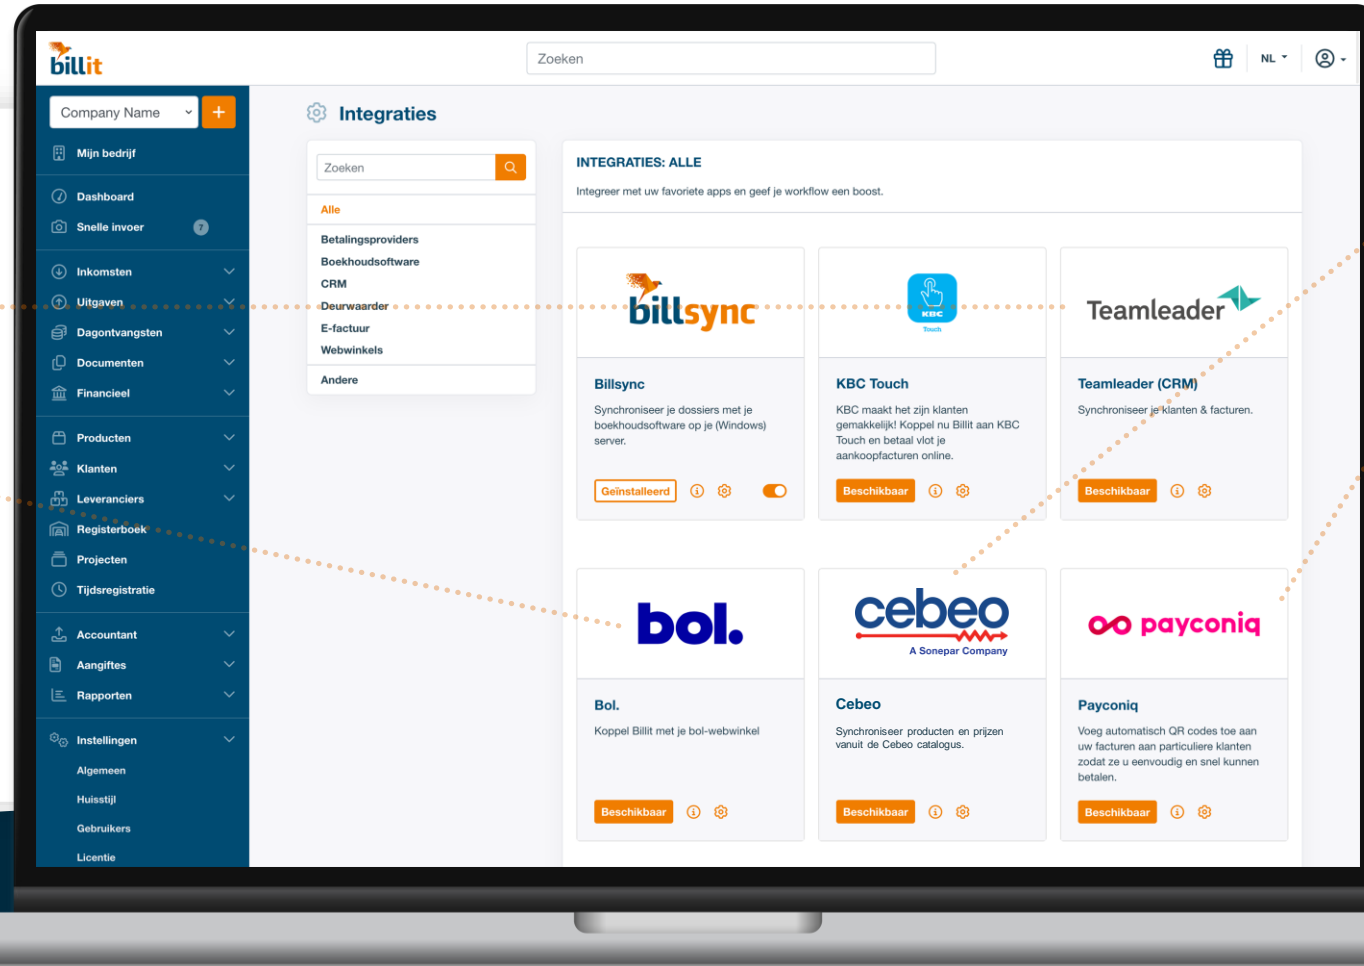 billit
Zoeken
NL
Company Name
+
Mijn bedrijf
Dashboard
Snelle invoer
7
Inkomsten
Uitgaven
Dagontvangsten
Documenten
Financieel
Producten
Klanten
Leveranciers
Registerboek
Projecten
Tijdsregistratie
Accountant
Aangiftes
Rapporten
Instellingen
Algemeen
Huisstijl
Gebruikers
Licentie
Integraties
Zoeken
Alle
Betalingsproviders
Boekhoudsoftware
CRM
Deurwaarder
E-factuur
Webwinkels
Andere
INTEGRATIES: ALLE
Integreer met uw favoriete apps en geef je workflow een boost.
billsync
Billsync
Synchroniseer je dossiers met je
boekhoudsoftware op je (Windows)
server.
Geïnstalleerd
KBC
Touch
KBC Touch
KBC maakt het zijn klanten
gemakkelijk! Koppel nu Billit aan KBC
Touch en betaal vlot je
aankoopfacturen online.
Beschikbaar
Teamleader
Teamleader (CRM)
Synchroniseer je klanten & facturen.
Beschikbaar
bol.
Bol.
Koppel Billit met je bol-webwinkel
Beschikbaar
cebeo
A Sonepar Company
Cebeo
Synchroniseer producten en prijzen
vanuit de Cebeo catalogus.
Beschikbaar
payconiq
Payconiq
Voeg automatisch QR codes toe aan
uw facturen aan particuliere klanten
zodat ze u eenvoudig en snel kunnen
betalen.
Beschikbaar